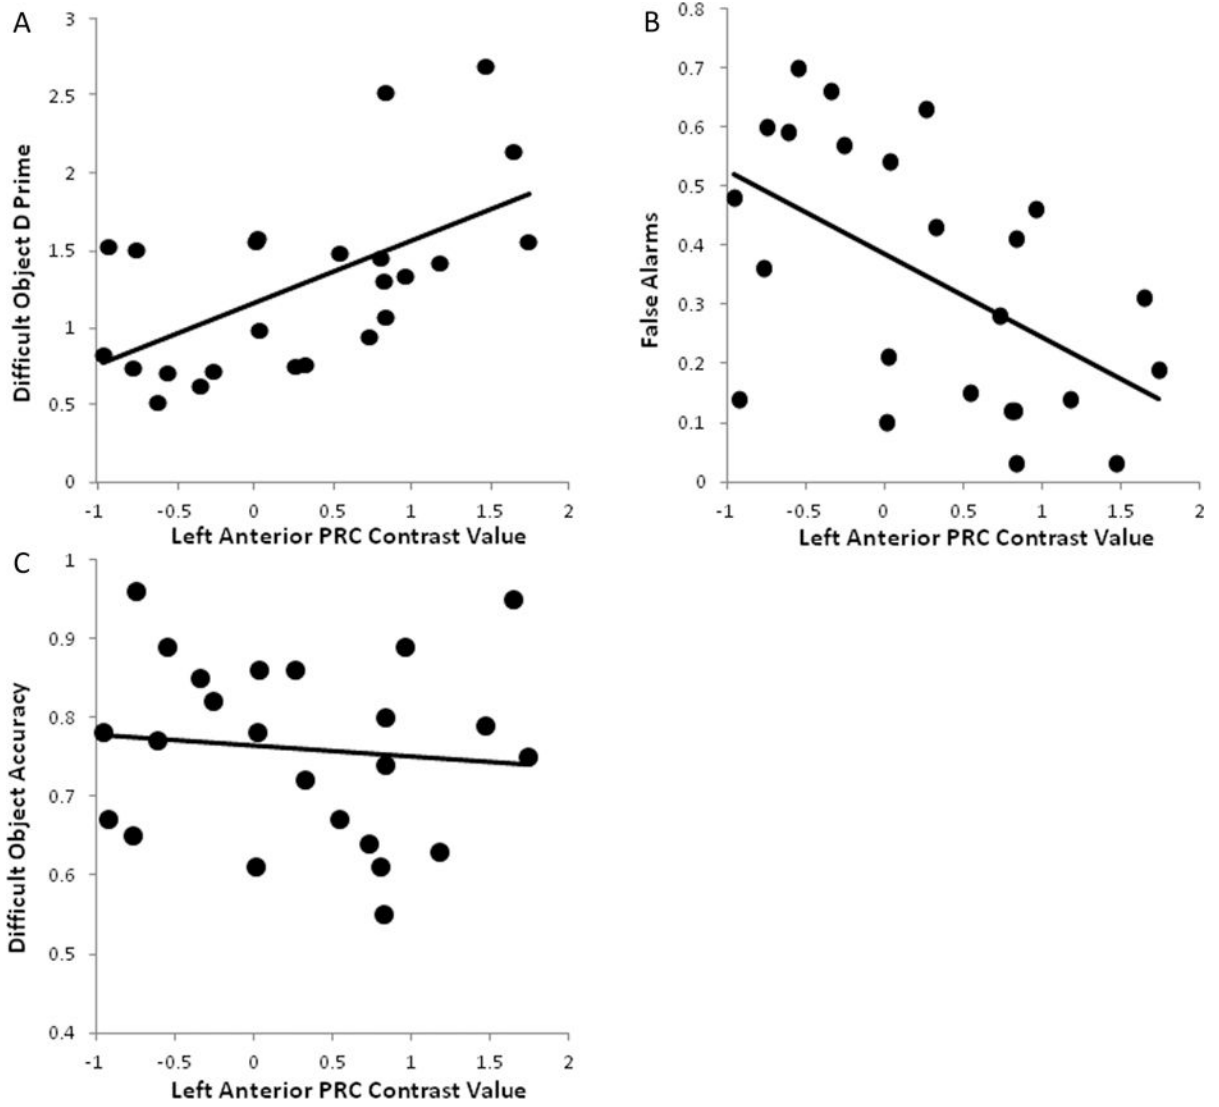 A
3
2.5
2
1.5
1
0.5
0
Difficult Object D Prime
-1 -0.5 0 0.5 1 1.5 2
Left Anterior PRC Contrast Value
B
0.8
0.7
0.6
0.5
0.4
0.3
0.2
0.1
0
False Alarms
-1 -0.5 0 0.5 1 1.5 2
Left Anterior PRC Contrast Value
C
1
0.9
0.8
0.7
0.6
0.5
0.4
Difficult Object Accuracy
-1 -0.5 0 0.5 1 1.5 2
Left Anterior PRC Contrast Value